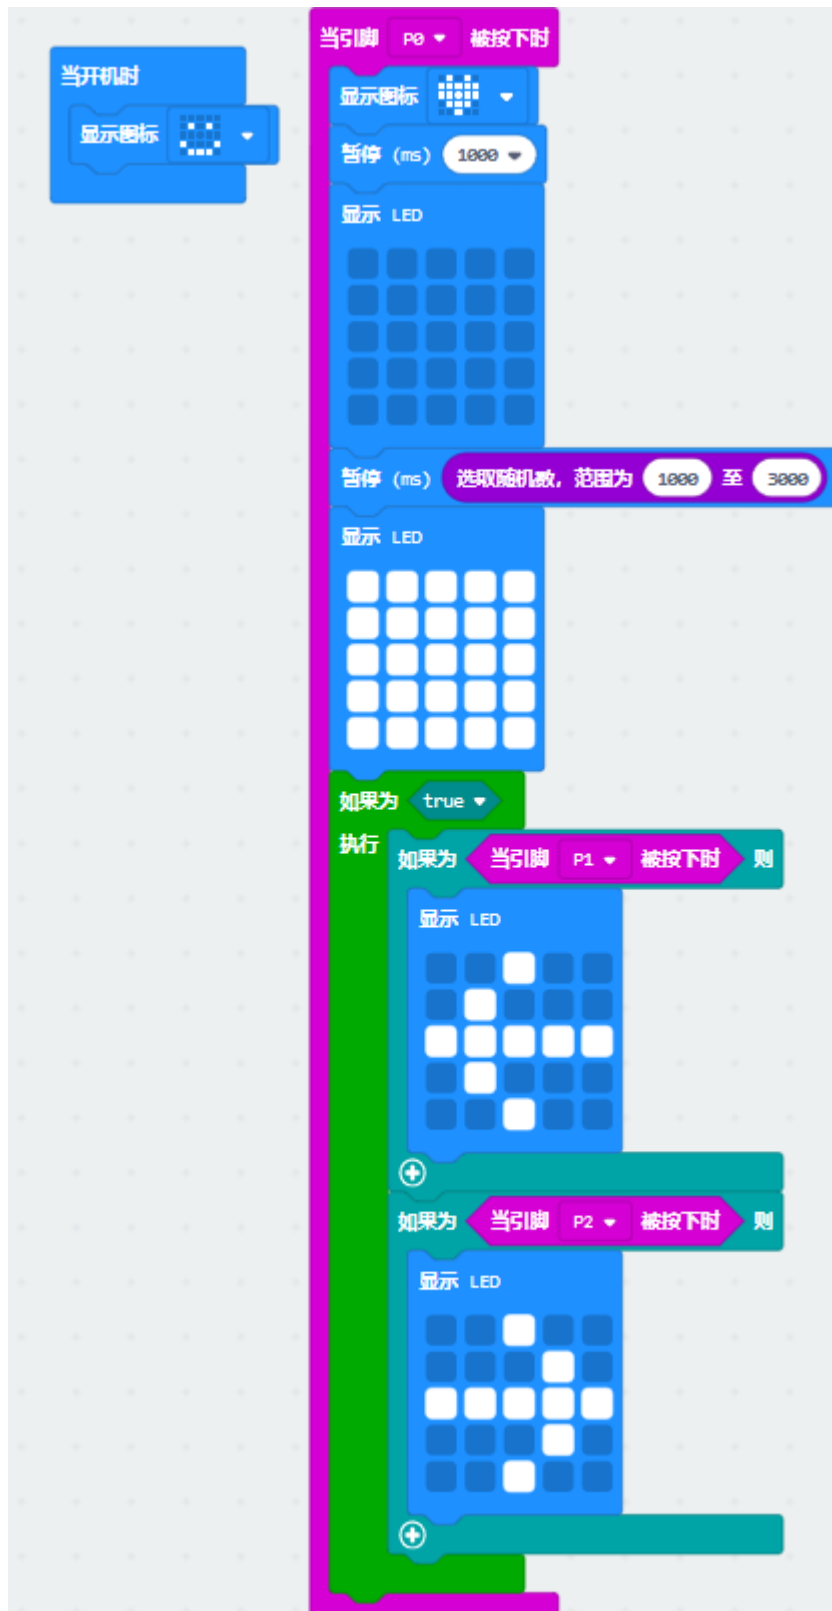 当开机时
显示图标
当引脚 P0 被按下时
显示图标
暂停 (ms) 1000
显示 LED
暂停 (ms) 选取随机数，范围为 1000 至 3000
显示 LED
如果为 true
执行
如果为 当引脚 P1 被按下时 则
显示 LED
如果为 当引脚 P2 被按下时 则
显示 LED